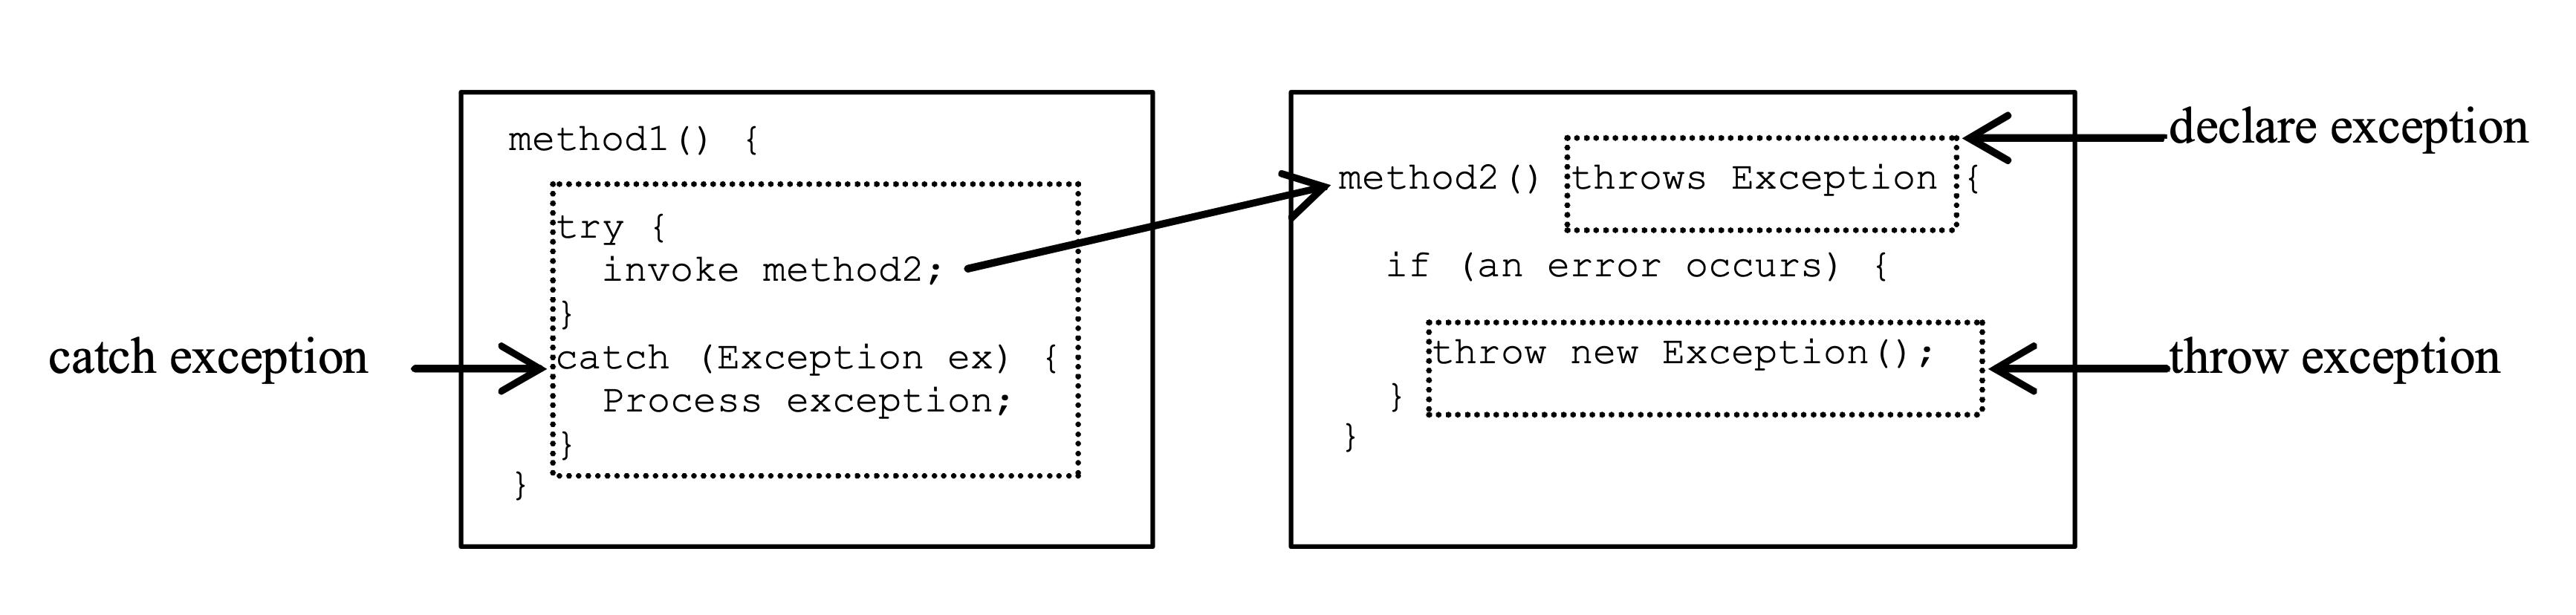 catch exception
method1() {
try {
invoke method2;
}
catch (Exception ex) {
Process exception;
}
}
method2() throws Exception {
if (an error occurs) {
throw new Exception();
}
}
declare exception
throw exception